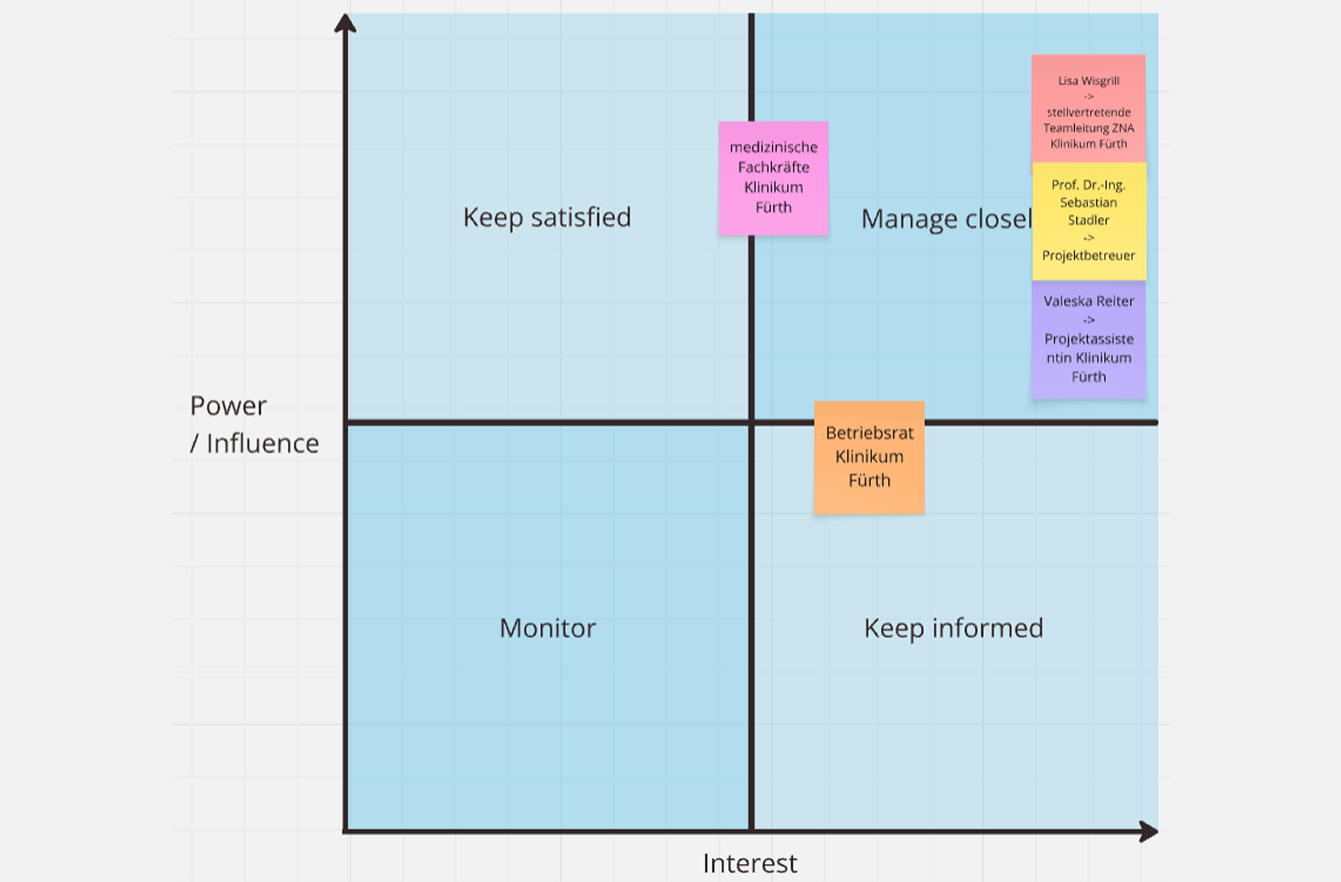 Lisa Wisgrill
->
stellvertretende
Teamleitung ZNA
Klinikum Fürth
medizinische
Fachkräfte
Klinikum
Fürth
Keep satisfied
Manage closel
Prof. Dr.-Ing.
Sebastian
Stadler
->
Projektbetreuer
Valeska Reiter
->
Projektassiste
ntin Klinikum
Fürth
Power
/ Influence
Betriebsrat
Klinikum
Fürth
Monitor
Keep informed
Interest